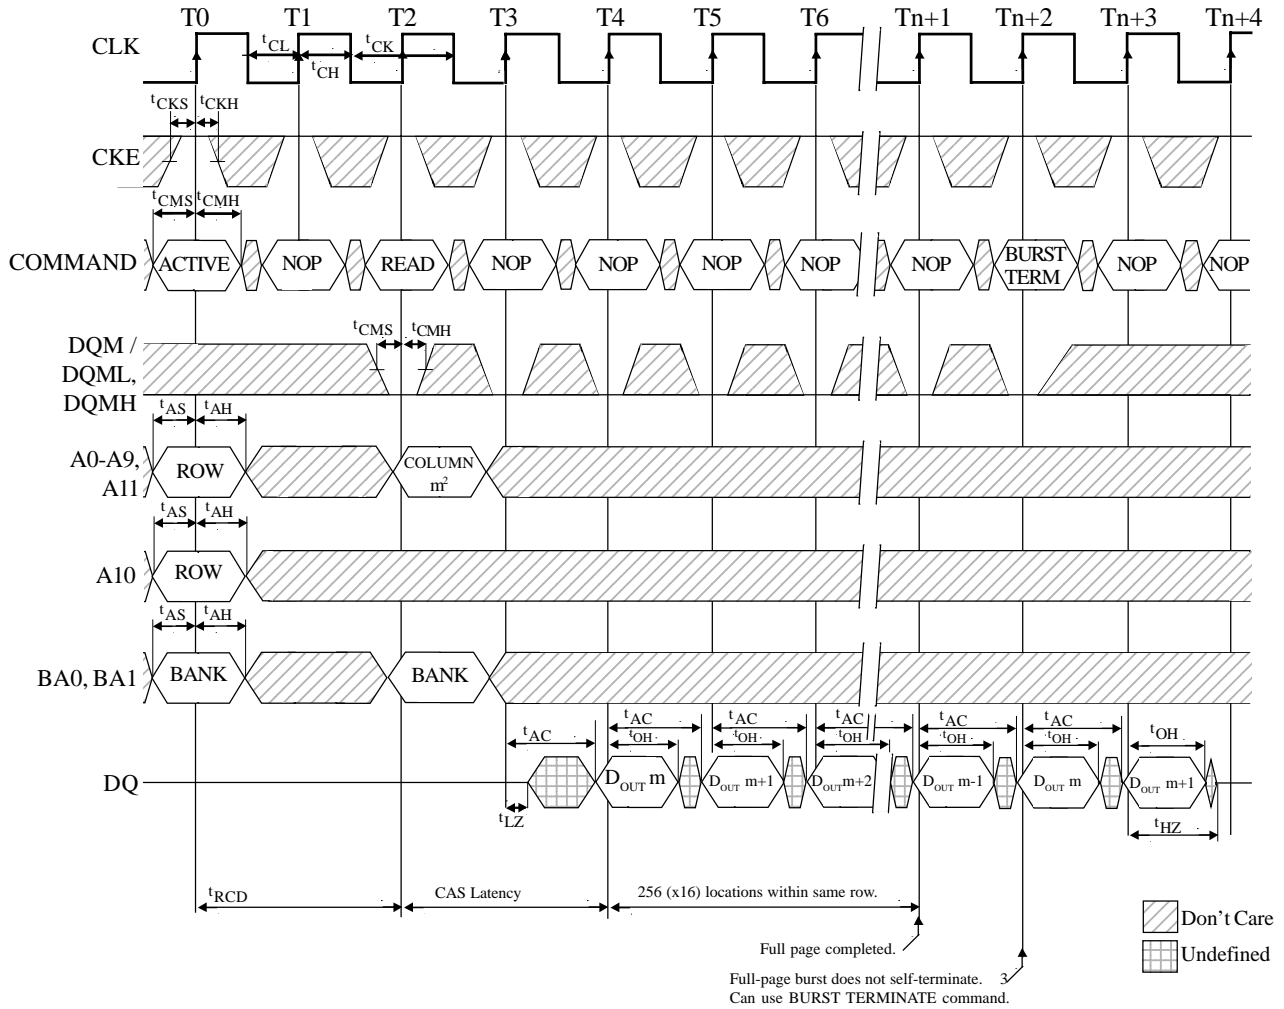 T0 T1 T2 T3 T4 T5 T6 Tn+1 Tn+2 Tn+3 Tn+4
CLK
tCL
tCK
tCH
tCKS tCKH
CKE
tCMS tCMH
COMMAND ACTIVE NOP READ NOP NOP NOP NOP NOP BURST TERM NOP NOP
tCMS tCMH
DQM /
DQML,
DQMH
tAS tAH
A0-A9,
A11
ROW
COLUMN
m2
tAS tAH
A10 ROW
tAS tAH
BA0, BA1 BANK BANK
tAC tAC tAC tAC tAC tAC
tOH tOH tOH tOH tOH tOH
DQ DOUT m DOUT m+1 DOUT m+2 DOUT m-1 DOUT m DOUT m+1
tLZ
tHZ
tRCD
CAS Latency
256 (x16) locations within same row.
Full page completed.
Full-page burst does not self-terminate. 3
Can use BURST TERMINATE command.
Don't Care
Undefined